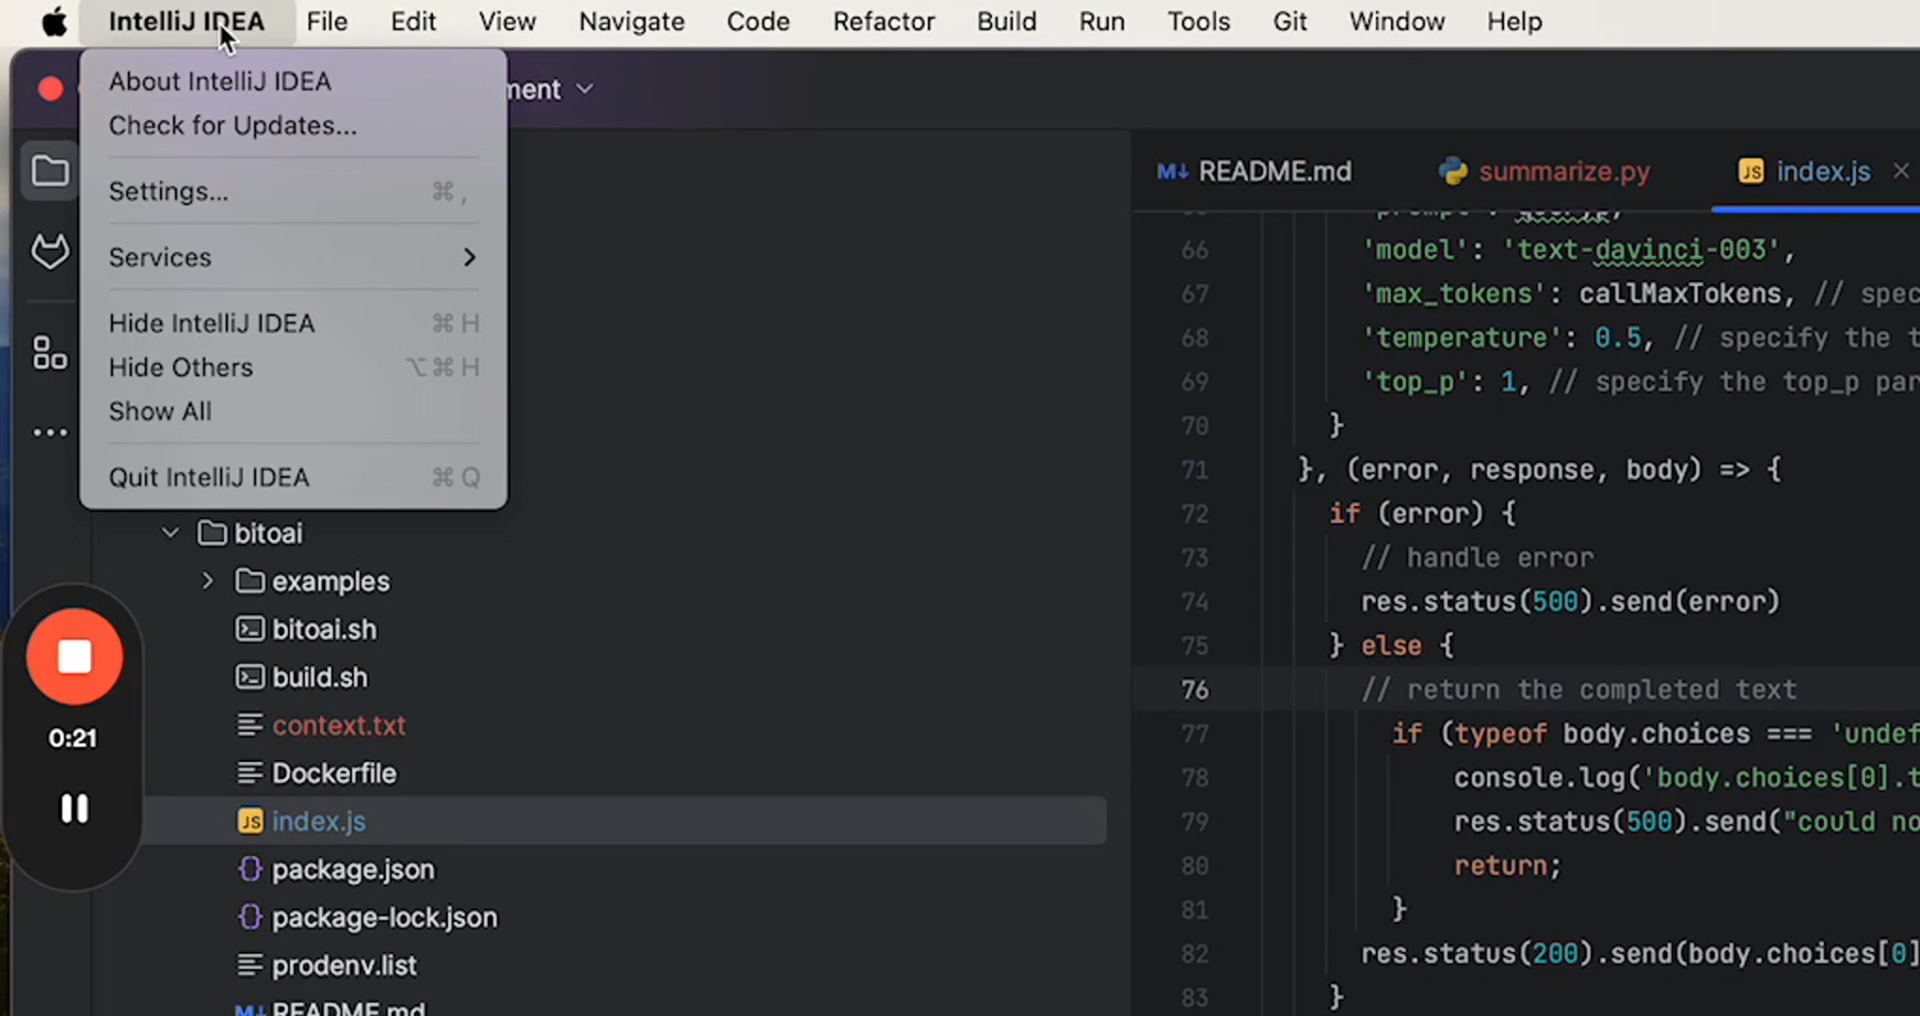 IntelliJ IDEA File Edit View Navigate Code Refactor Build Run Tools Git Window Help
About IntelliJ IDEA
Check for Updates...
Settings... ⌘ ,
Services
Hide IntelliJ IDEA ⌘ H
Hide Others ⌥ ⌘ H
Show All
Quit IntelliJ IDEA ⌘ Q
ment
bitoai
examples
bitoai.sh
build.sh
context.txt
Dockerfile
JS index.js
{} package.json
{} package-lock.json
prodenv.list
M↓ README.md
0:21
M↓ README.md
summarize.py
JS index.js
66 'model': 'text-davinci-003',
67 'max_tokens': callMaxTokens, // spec
68 'temperature': 0.5, // specify the t
69 'top_p': 1, // specify the top_p par
70 }
71 }, (error, response, body) => {
72 if (error) {
73 // handle error
74 res.status(500).send(error)
75 } else {
76 // return the completed text
77 if (typeof body.choices === 'undef
78 console.log('body.choices[0].t
79 res.status(500).send("could no
80 return;
81 }
82 res.status(200).send(body.choices[0]
83 }